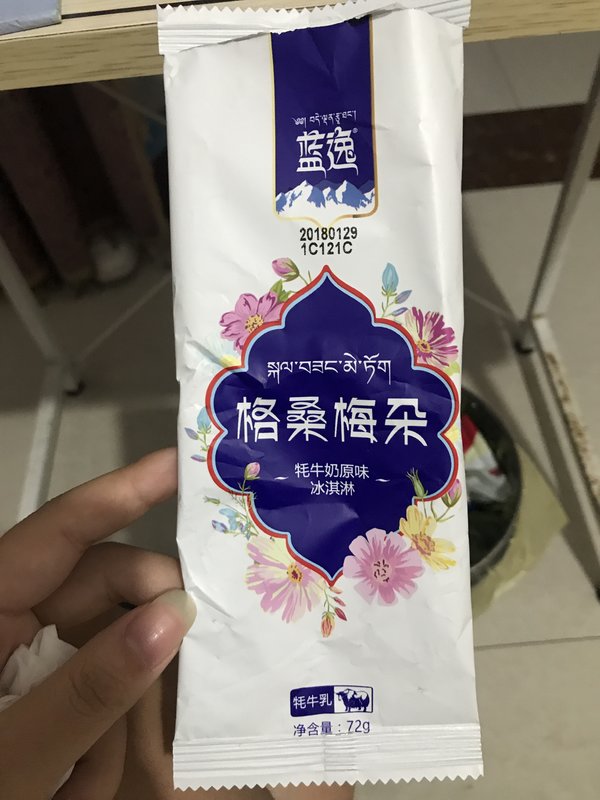 蓝逸®
20180129
1C121C
སྐལ་བཟང་མེ་ཏོག
格桑梅朵
牦牛奶原味
冰淇淋
牦牛乳
净含量：72g